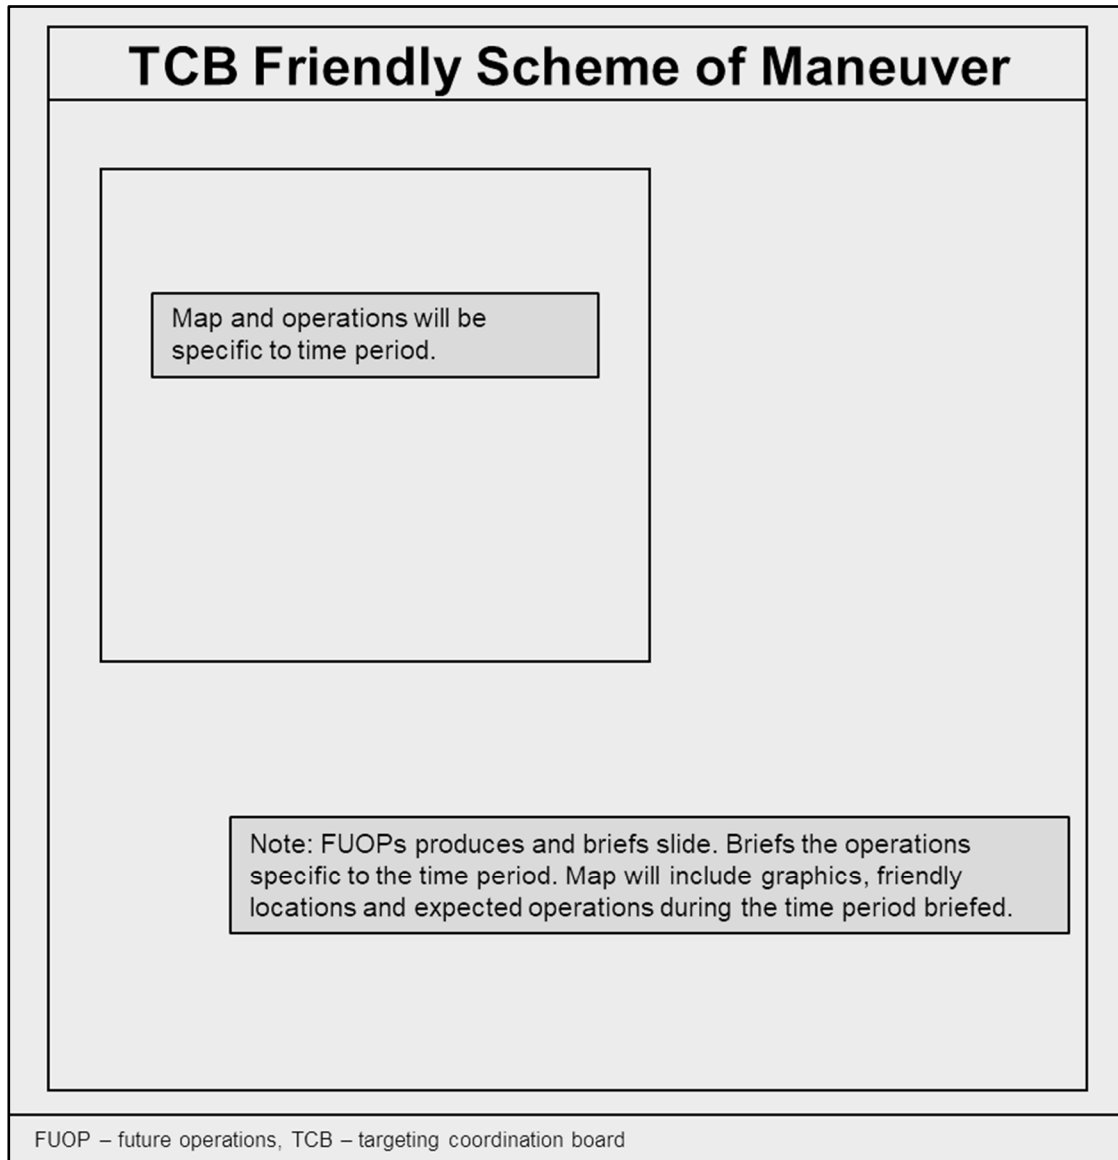 TCB Friendly Scheme of Maneuver
Map and operations will be
specific to time period.
Note: FUOPs produces and briefs slide. Briefs the operations
specific to the time period. Map will include graphics, friendly
locations and expected operations during the time period briefed.
FUOP – future operations, TCB – targeting coordination board